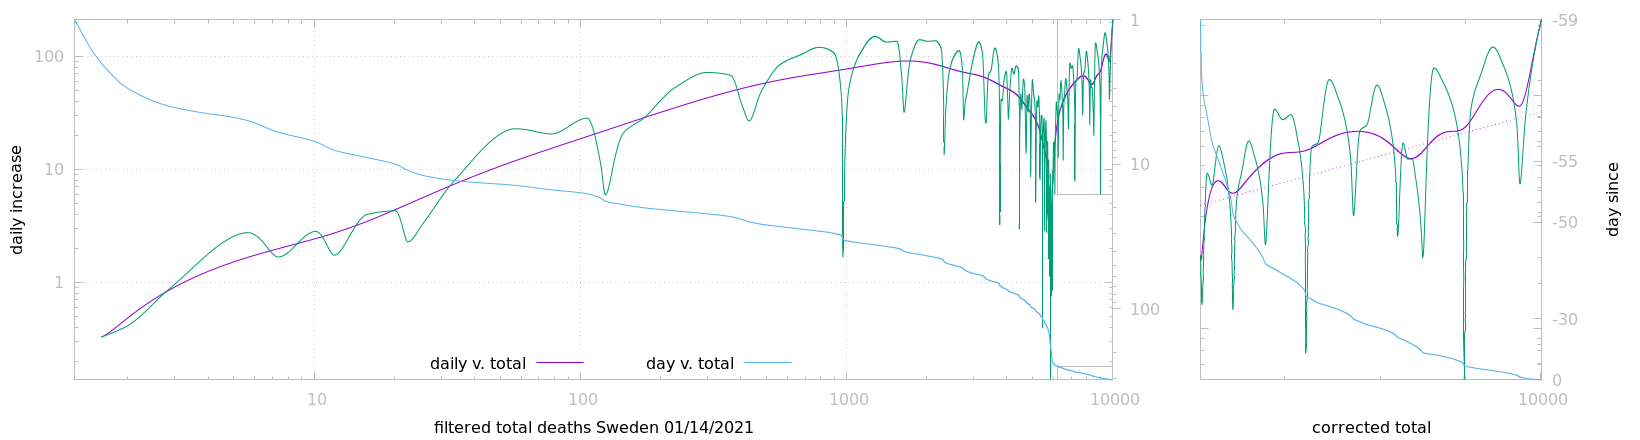 100
10
1
daily increase
1
10
100
daily v. total
day v. total
10
100
1000
10000
filtered total deaths Sweden 01/14/2021
-59
-55
-50
-30
0
day since
10000
corrected total